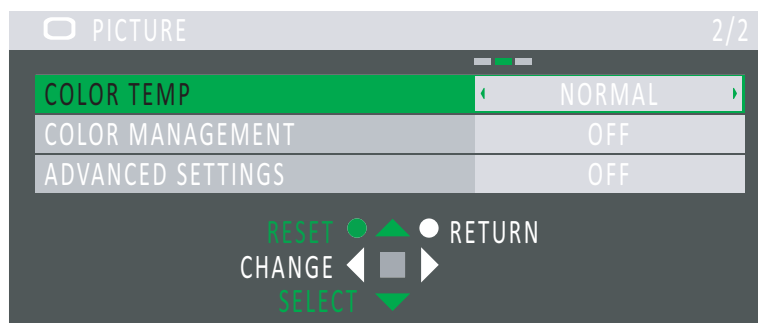 PICTURE 2/2
COLOR TEMP NORMAL
COLOR MANAGEMENT OFF
ADVANCED SETTINGS OFF
RESET RETURN
CHANGE
SELECT